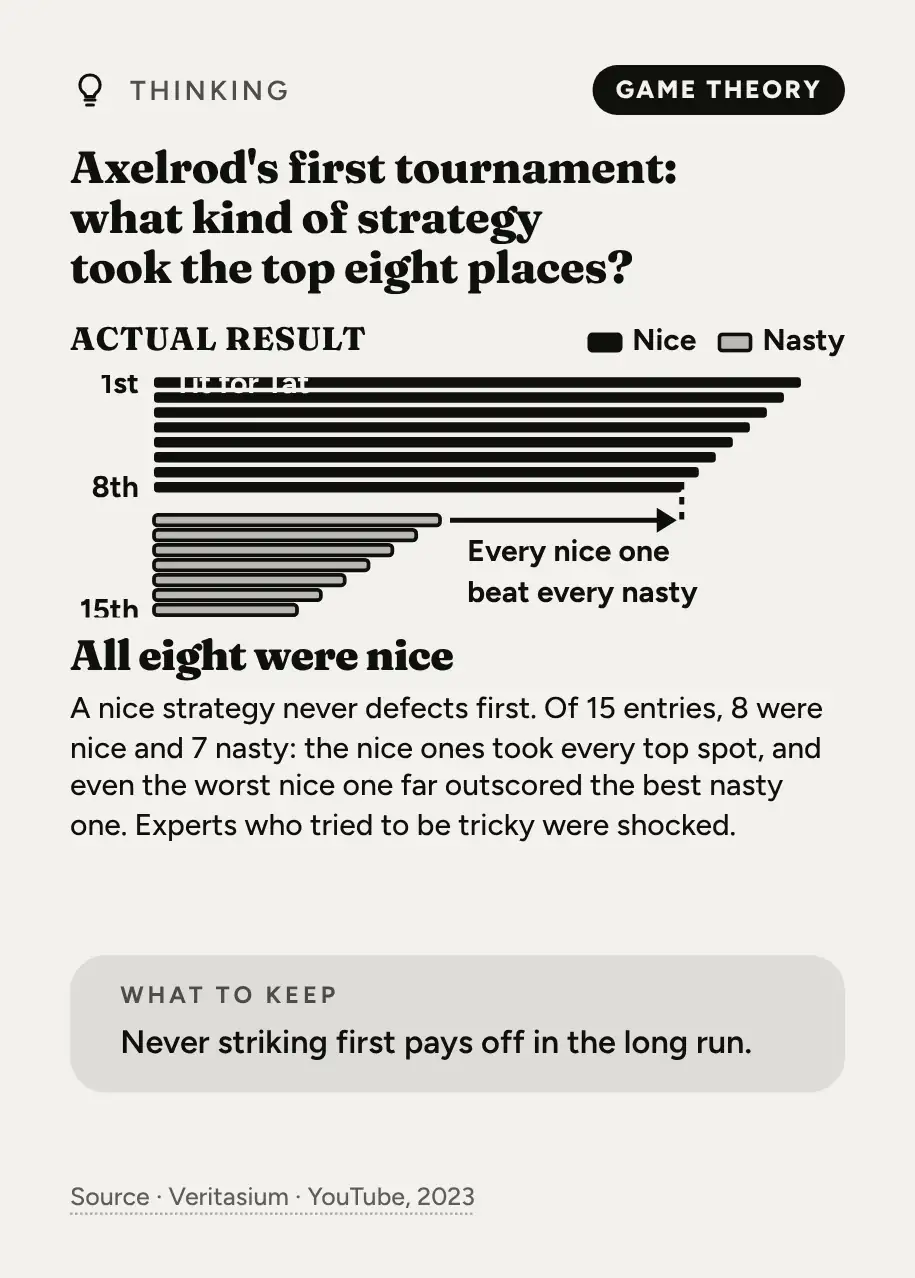 THINKING
GAME THEORY
Axelrod's first tournament:
what kind of strategy
took the top eight places?
ACTUAL RESULT
Nice
Nasty
1st
Tit for Tat
8th
Every nice one
beat every nasty
15th
All eight were nice
A nice strategy never defects first. Of 15 entries, 8 were
nice and 7 nasty: the nice ones took every top spot, and
even the worst nice one far outscored the best nasty
one. Experts who tried to be tricky were shocked.
WHAT TO KEEP
Never striking first pays off in the long run.
Source · Veritasium · YouTube, 2023